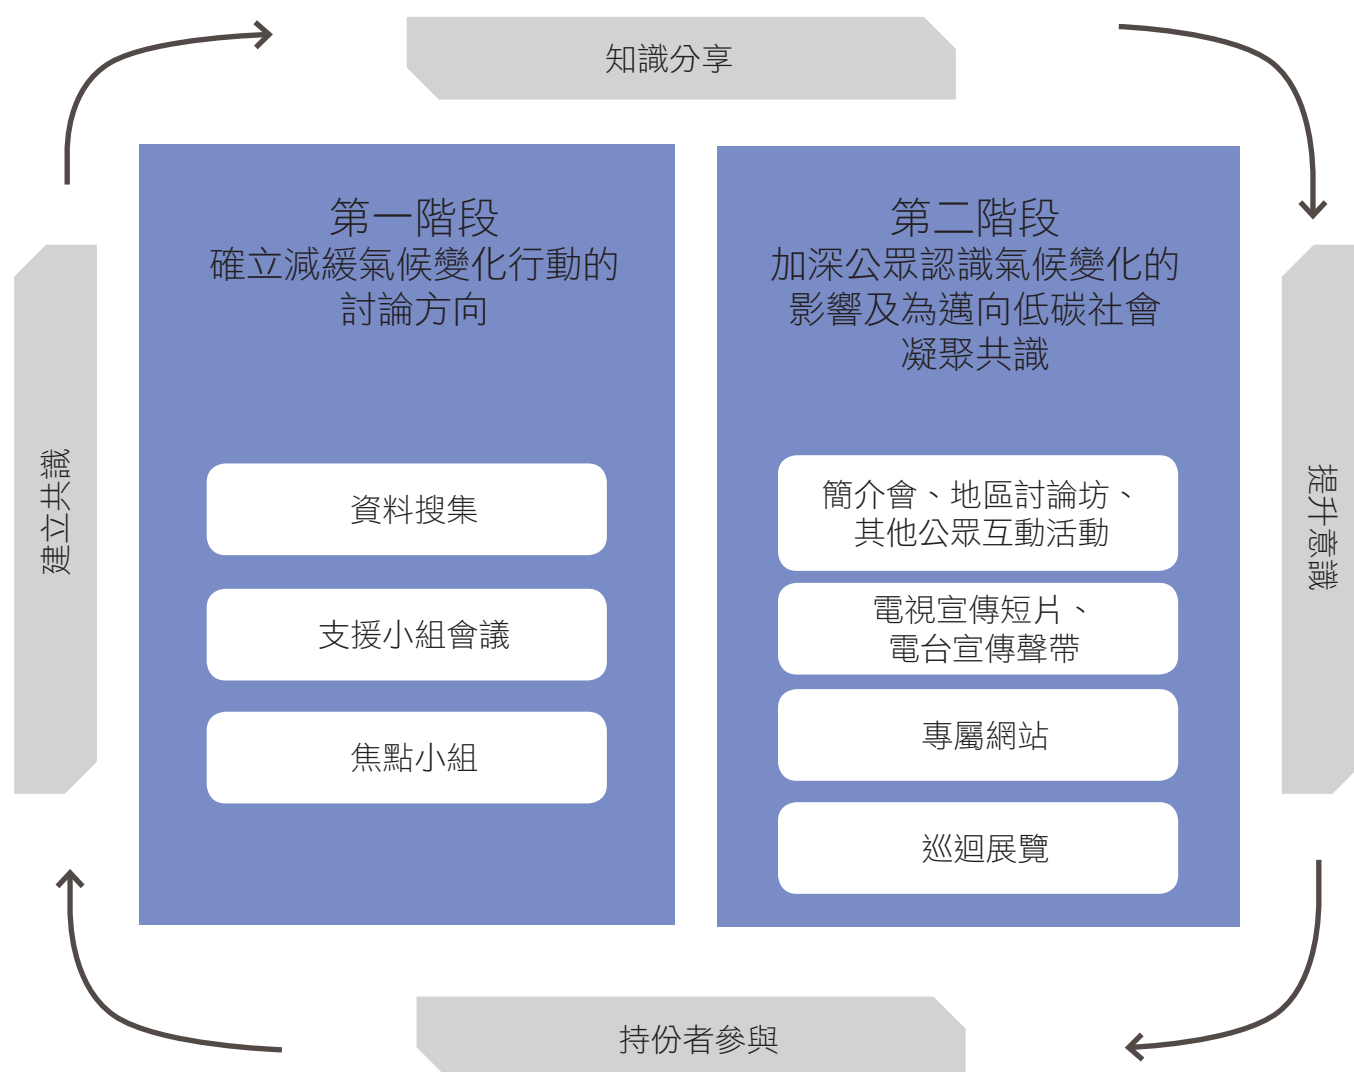 知識分享
第一階段
確立減緩氣候變化行動的
討論方向
資料搜集
支援小組會議
焦點小組
第二階段
加深公眾認識氣候變化的
影響及為邁向低碳社會
凝聚共識
簡介會、地區討論坊、
其他公眾互動活動
電視宣傳短片、
電台宣傳聲帶
專屬網站
巡迴展覽
提升意識
持份者參與
建立共識